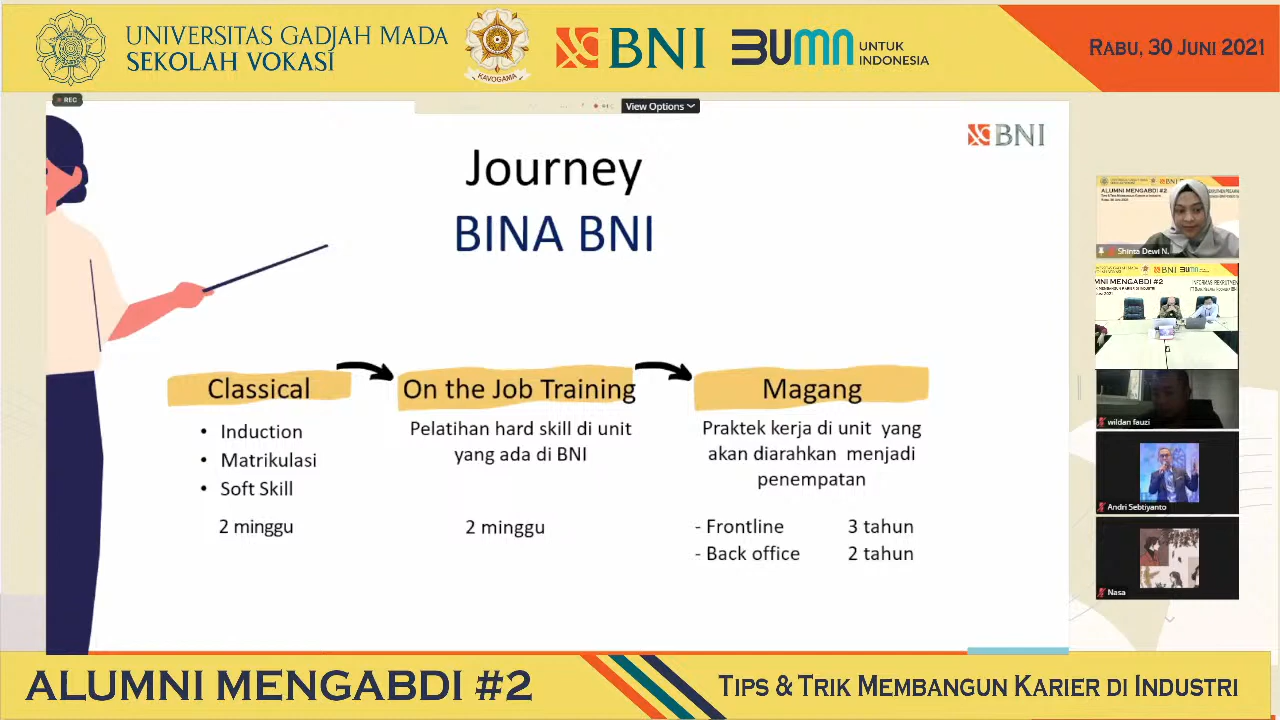 UNIVERSITAS GADJAH MADA
SEKOLAH VOKASI
KAVOGAMA
BNI
BUMN
UNTUK
INDONESIA
RABU, 30 JUNI 2021
REC
View Options
BNI
Journey
BINA BNI
Classical
• Induction
• Matrikulasi
• Soft Skill
2 minggu
On the Job Training
Pelatihan hard skill di unit
yang ada di BNI
2 minggu
Magang
Praktek kerja di unit yang
akan diarahkan menjadi
penempatan
- Frontline 3 tahun
- Back office 2 tahun
ALUMNI MENGABDI #2
Shinta Dewi N.
BNI BUMN
wildan fauzi
Andri Sebtiyanto
Nasa
ALUMNI MENGABDI #2
TIPS & TRIK MEMBANGUN KARIER DI INDUSTRI